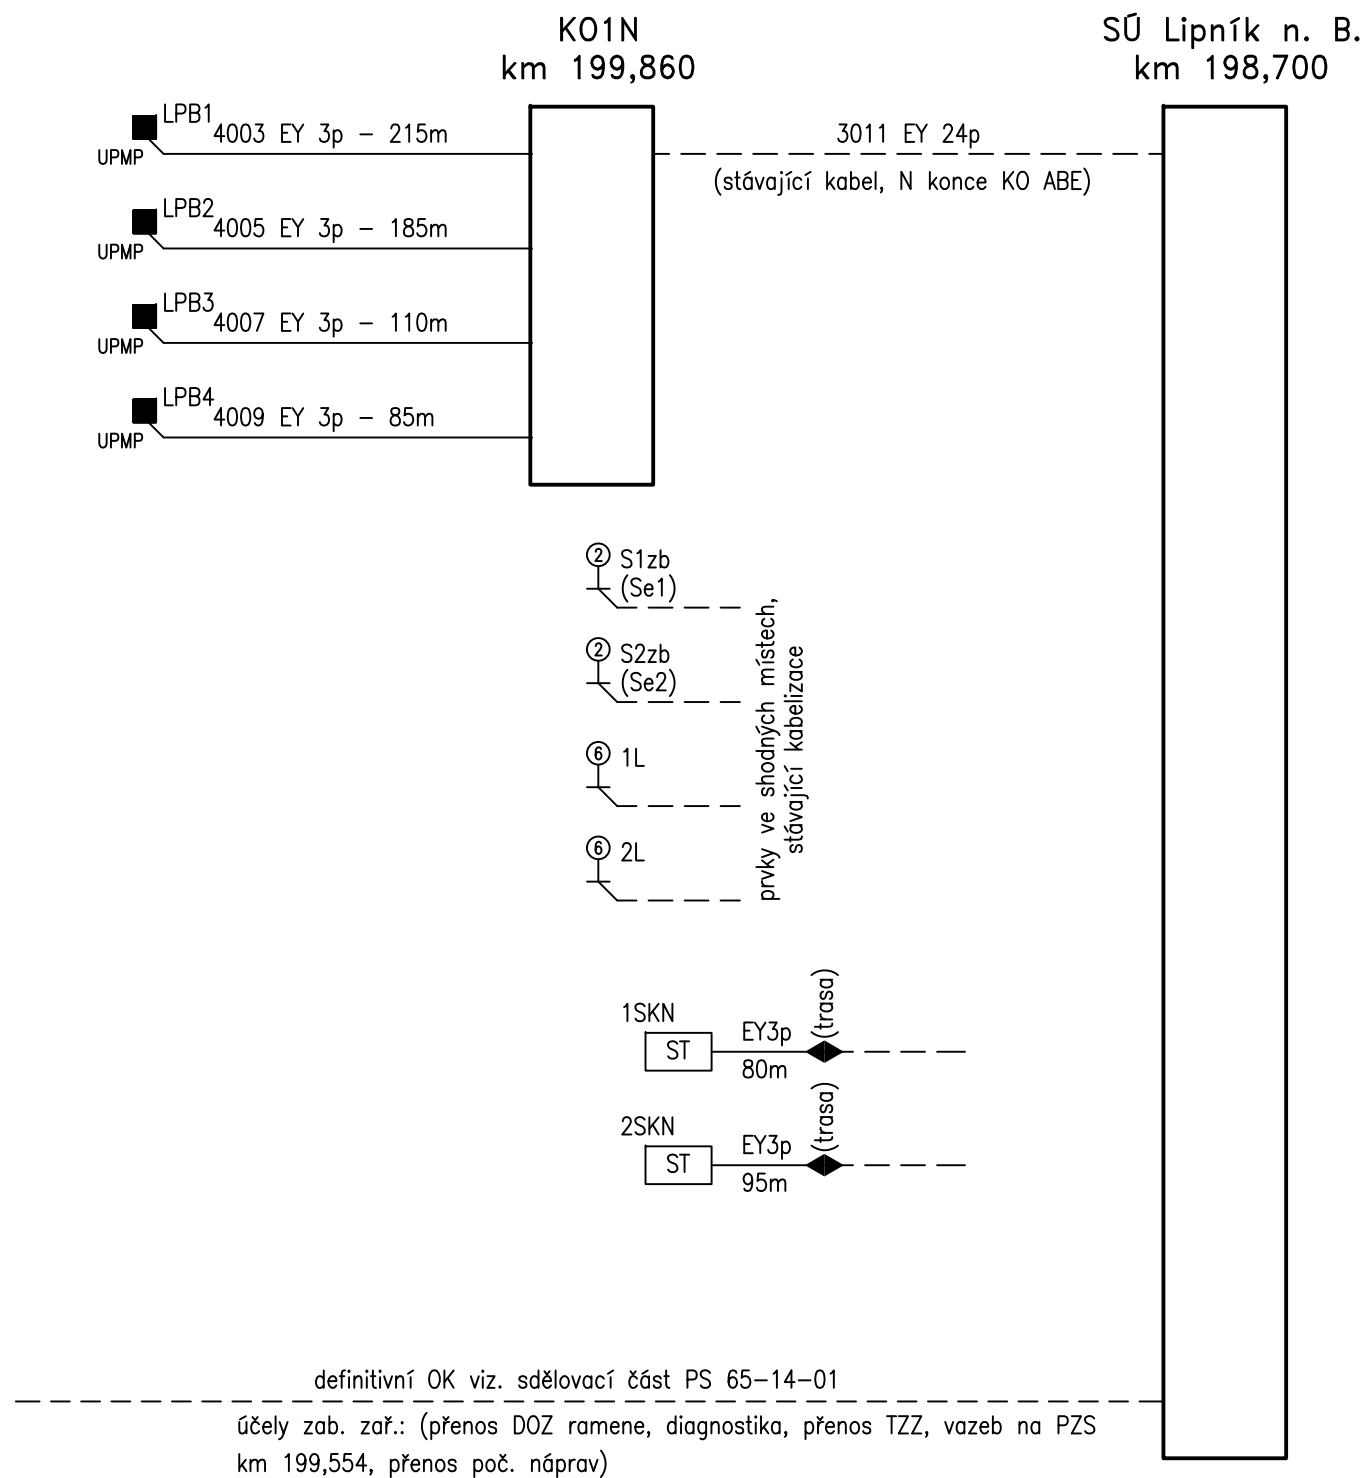 KO1N
km 199,860
SÚ Lipník n. B.
km 198,700
LPB1
4003 EY 3p - 215m
UPMP
3011 EY 24p
(stávající kabel, N konce KO ABE)
LPB2
4005 EY 3p - 185m
UPMP
LPB3
4007 EY 3p - 110m
UPMP
LPB4
4009 EY 3p - 85m
UPMP
2 S1zb
(Se1)
2 S2zb
(Se2)
6 1L
6 2L
prvky ve shodných místech,
stávající kabelizace
1SKN
ST
EY3p
80m
(trasa)
2SKN
ST
EY3p
95m
(trasa)
definitivní OK viz. sdělovací část PS 65-14-01
účely zab. zař.: (přenos DOZ ramene, diagnostika, přenos TZZ, vazeb na PZS
km 199,554, přenos poč. náprav)